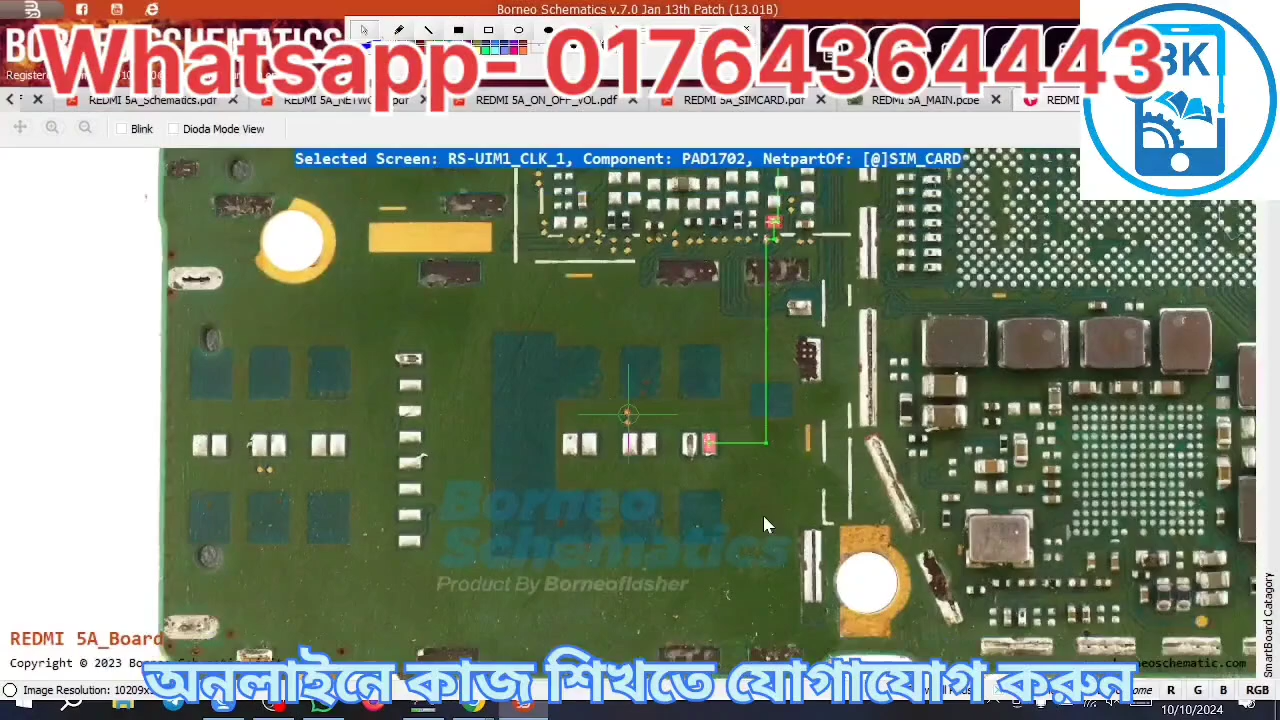 Borneo Schematics v.7.0 Jan 13th Patch (13.01B)
Whatsapp- 01764364443
BK
REDMI 5A_Schematics.pdf
REDMI 5A_ON_OFF_VOL.pdf
REDMI 5A_SIMCARD.pdf
REDMI 5A_MAIN.pcbe
Blink
Dioda Mode View
Selected Screen: RS-UIM1_CLK_1, Component: PAD1702, NetpartOf: [@]SIM_CARD
Borneo
Schematics
Product By Borneoflasher
REDMI 5A_Board
Copyright © 2023
SmartBoard Catagory
অনলাইনে কাজ শিখতে যোগাযোগ করুন
R G B RGB
10/10/2024